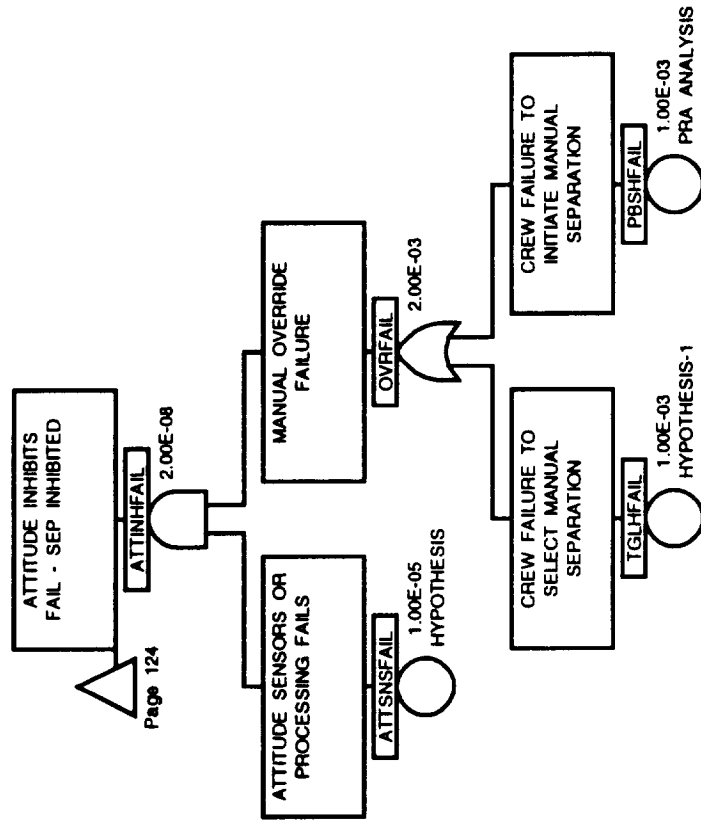 ATTITUDE INHIBITS
FAIL - SEP INHIBITED
Page 124
ATTINHFAIL
2.00E-08
ATTITUDE SENSORS OR
PROCESSING FAILS
ATTSNSFAIL
1.00E-05
HYPOTHESIS
MANUAL OVERRIDE
FAILURE
OVRFAIL
2.00E-03
CREW FAILURE TO
SELECT MANUAL
SEPARATION
TGLHFAIL
1.00E-03
HYPOTHESIS-1
CREW FAILURE TO
INITIATE MANUAL
SEPARATION
PBSHFAIL
1.00E-03
PRA ANALYSIS